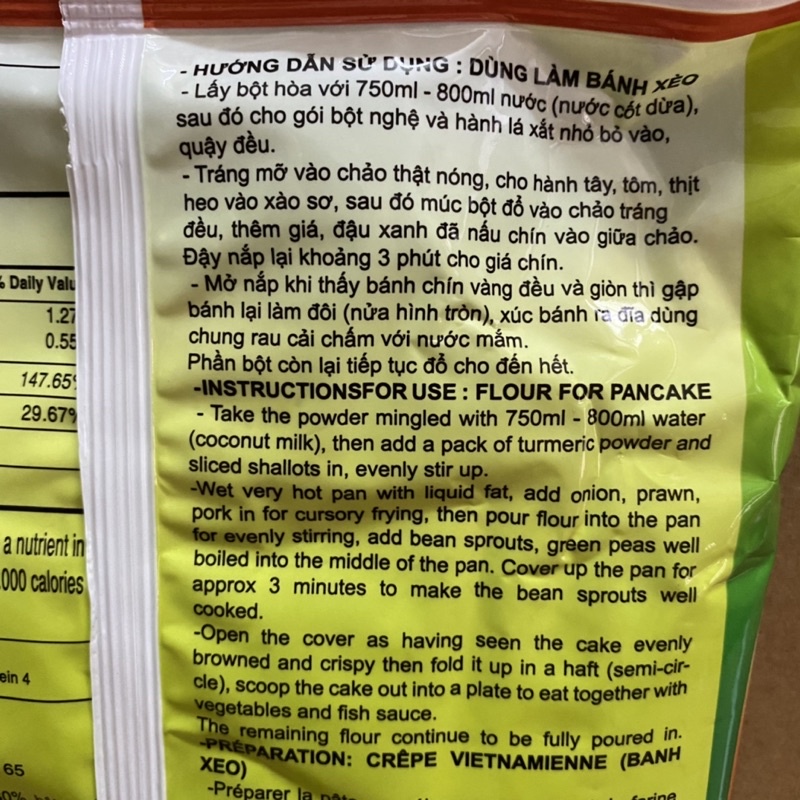 - HƯỚNG DẪN SỬ DỤNG : DÙNG LÀM BÁNH XÈO
- Lấy bột hòa với 750ml - 800ml nước (nước cốt dừa),
sau đó cho gói bột nghệ và hành lá xắt nhỏ bỏ vào,
quậy đều.
- Tráng mỡ vào chảo thật nóng, cho hành tây, tôm, thịt
heo vào xào sơ, sau đó múc bột đổ vào chảo tráng
đều, thêm giá, đậu xanh đã nấu chín vào giữa chảo.
Đậy nắp lại khoảng 3 phút cho giá chín.
- Mở nắp khi thấy bánh chín vàng đều và giòn thì gập
bánh lại làm đôi (nửa hình tròn), xúc bánh ra đĩa dùng
chung rau cải chấm với nước mắm.
Phần bột còn lại tiếp tục đổ cho đến hết.
-INSTRUCTIONSFOR USE : FLOUR FOR PANCAKE
- Take the powder mingled with 750ml - 800ml water
(coconut milk), then add a pack of turmeric powder and
sliced shallots in, evenly stir up.
-Wet very hot pan with liquid fat, add onion, prawn,
pork in for cursory frying, then pour flour into the pan
for evenly stirring, add bean sprouts, green peas well
boiled into the middle of the pan. Cover up the pan for
approx 3 minutes to make the bean sprouts well
cooked.
-Open the cover as having seen the cake evenly
browned and crispy then fold it up in a haft (semi-cir-
cle), scoop the cake out into a plate to eat together with
vegetables and fish sauce.
The remaining flour continue to be fully poured in.
-PRÉPARATION: CRÊPE VIETNAMIENNE (BANH
XEO)
-Préparer la
% Daily Valu
1.27
0.55
147.65
29.67%
a nutrient in
000 calories
ein 4
65